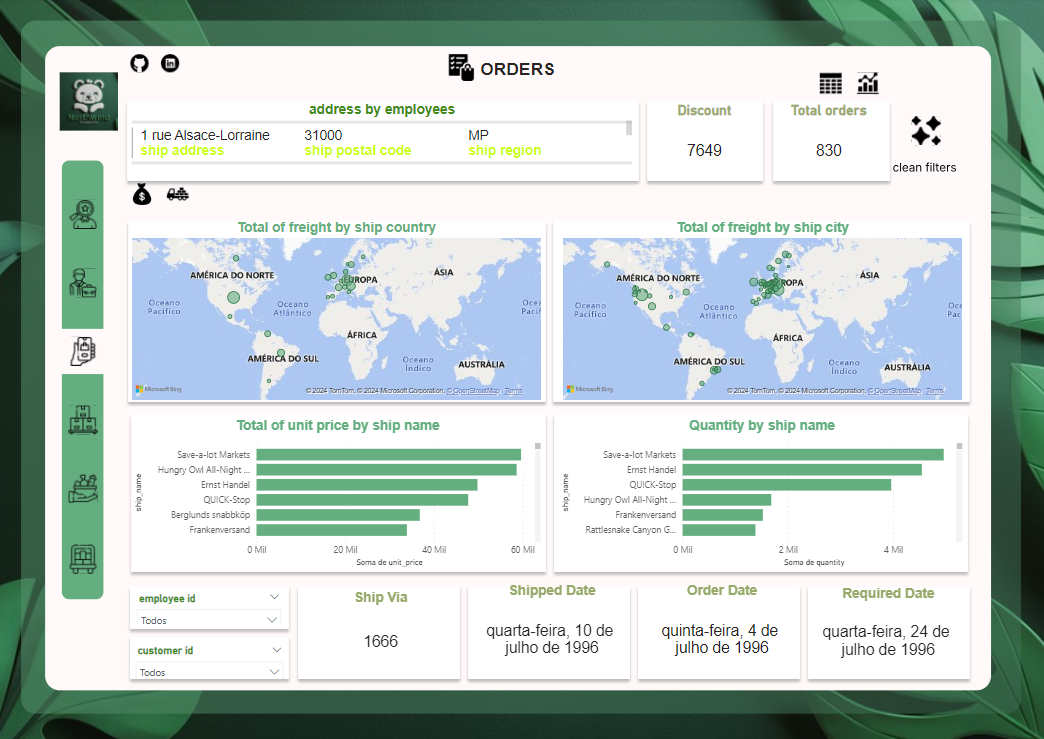 ORDERS
NorthWind
address by employees
1 rue Alsace-Lorraine 31000 MP
ship address ship postal code ship region
Discount
7649
Total orders
830
clean filters
Total of freight by ship country
AMÉRICA DO NORTE
EUROPA
ÁSIA
Oceano
Pacífico
Oceano
Atlântico
ÁFRICA
AMÉRICA DO SUL
Oceano
Índico
AUSTRÁLIA
Microsoft Bing
© 2024 TomTom, © 2024 Microsoft Corporation, © OpenStreetMap Terms
Total of freight by ship city
AMÉRICA DO NORTE
ROPA
ÁSIA
Oceano
Pacífico
Oceano
Atlântico
Oc
Pac
ÁFRICA
AMÉRICA DO SUL
Oceano
Índico
AUSTRÁLIA
Microsoft Bing
© 2024 TomTom, © 2024 Microsoft Corporation, © OpenStreetMap Terms
Total of unit price by ship name
ship_name
Save-a-lot Markets
Hungry Owl All-Night ...
Ernst Handel
QUICK-Stop
Berglunds snabbköp
Frankenversand
0 Mil 20 Mil 40 Mil 60 Mil
Soma de unit_price
Quantity by ship name
ship_name
Save-a-lot Markets
Ernst Handel
QUICK-Stop
Hungry Owl All-Night ...
Frankenversand
Rattlesnake Canyon G...
0 Mil 2 Mil 4 Mil
Soma de quantity
employee id
Todos
customer id
Todos
Ship Via
1666
Shipped Date
quarta-feira, 10 de
julho de 1996
Order Date
quinta-feira, 4 de
julho de 1996
Required Date
quarta-feira, 24 de
julho de 1996